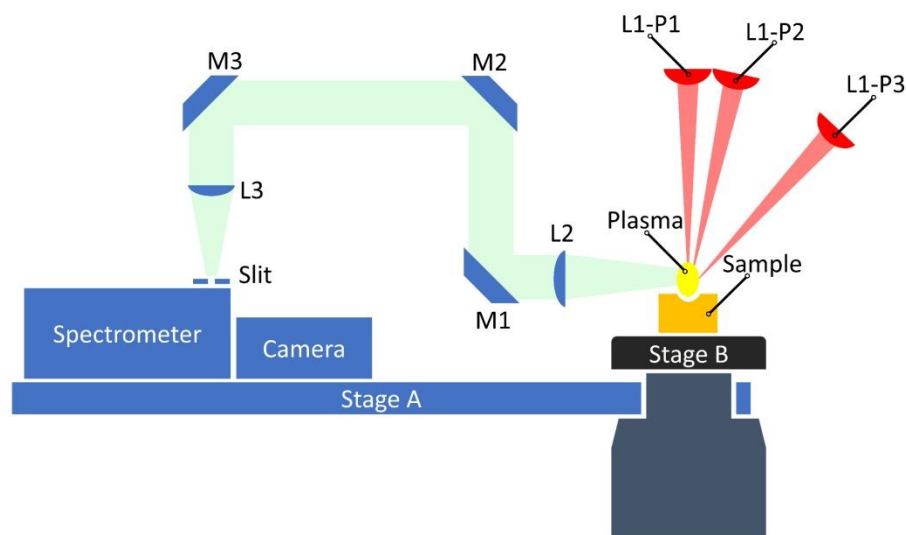 L1-P1
L1-P2
M3
M2
L1-P3
L3
Plasma
L2
Sample
Slit
M1
Spectrometer
Camera
Stage B
Stage A